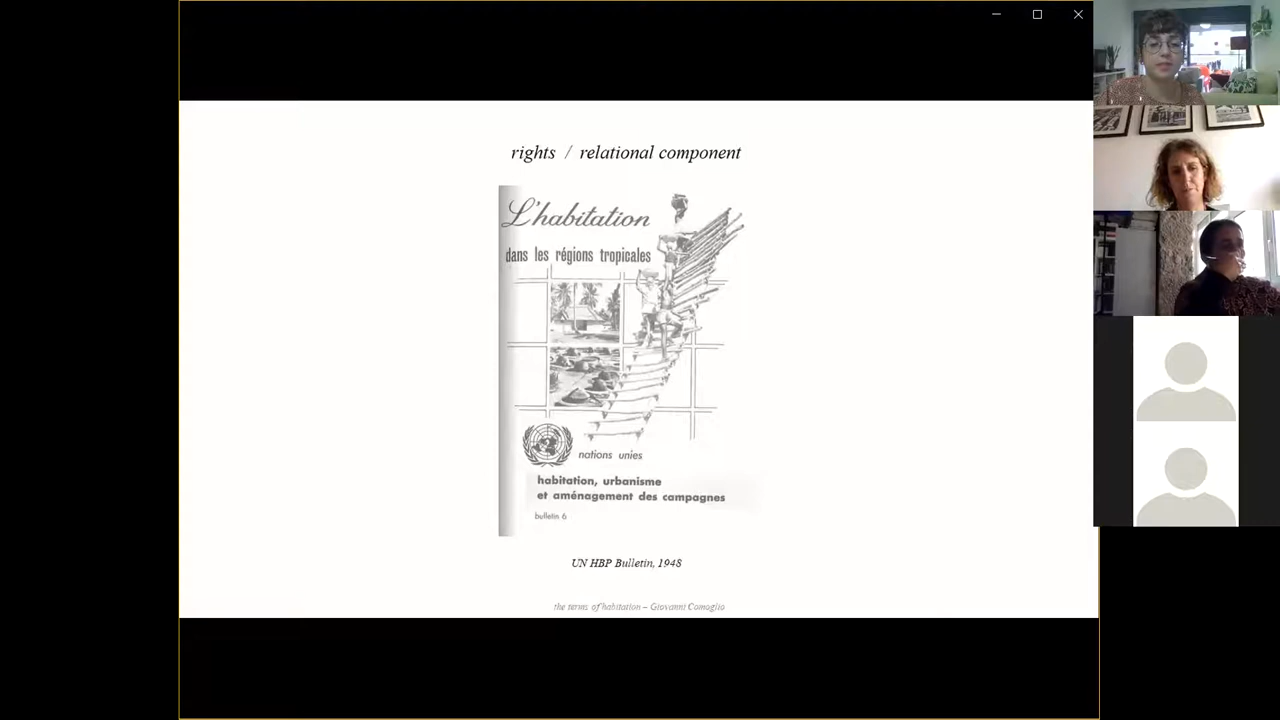 rights / relational component
L'habitation
dans les régions tropicales
nations unies
habitation, urbanisme
et aménagement des campagnes
bulletin 6
UN HBP Bulletin, 1948
the terms of habitation – Giovanni Comoglio